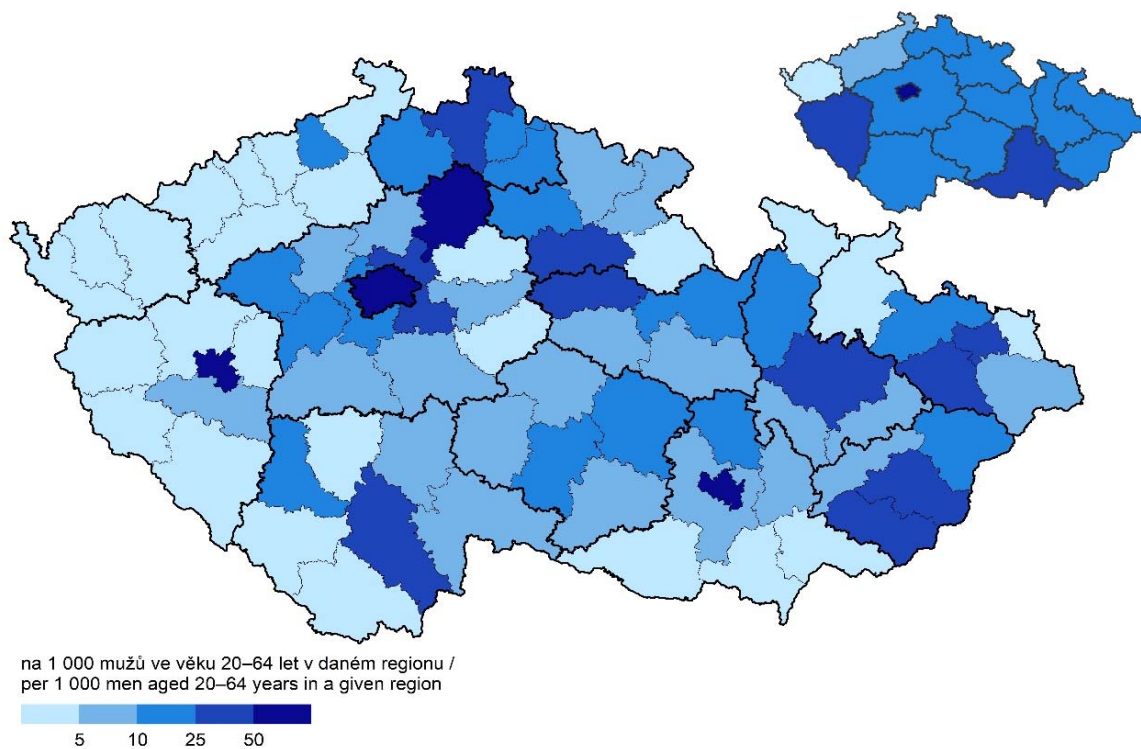 na 1 000 mužů ve věku 20–64 let v daném regionu /
per 1 000 men aged 20–64 years in a given region
5 10 25 50